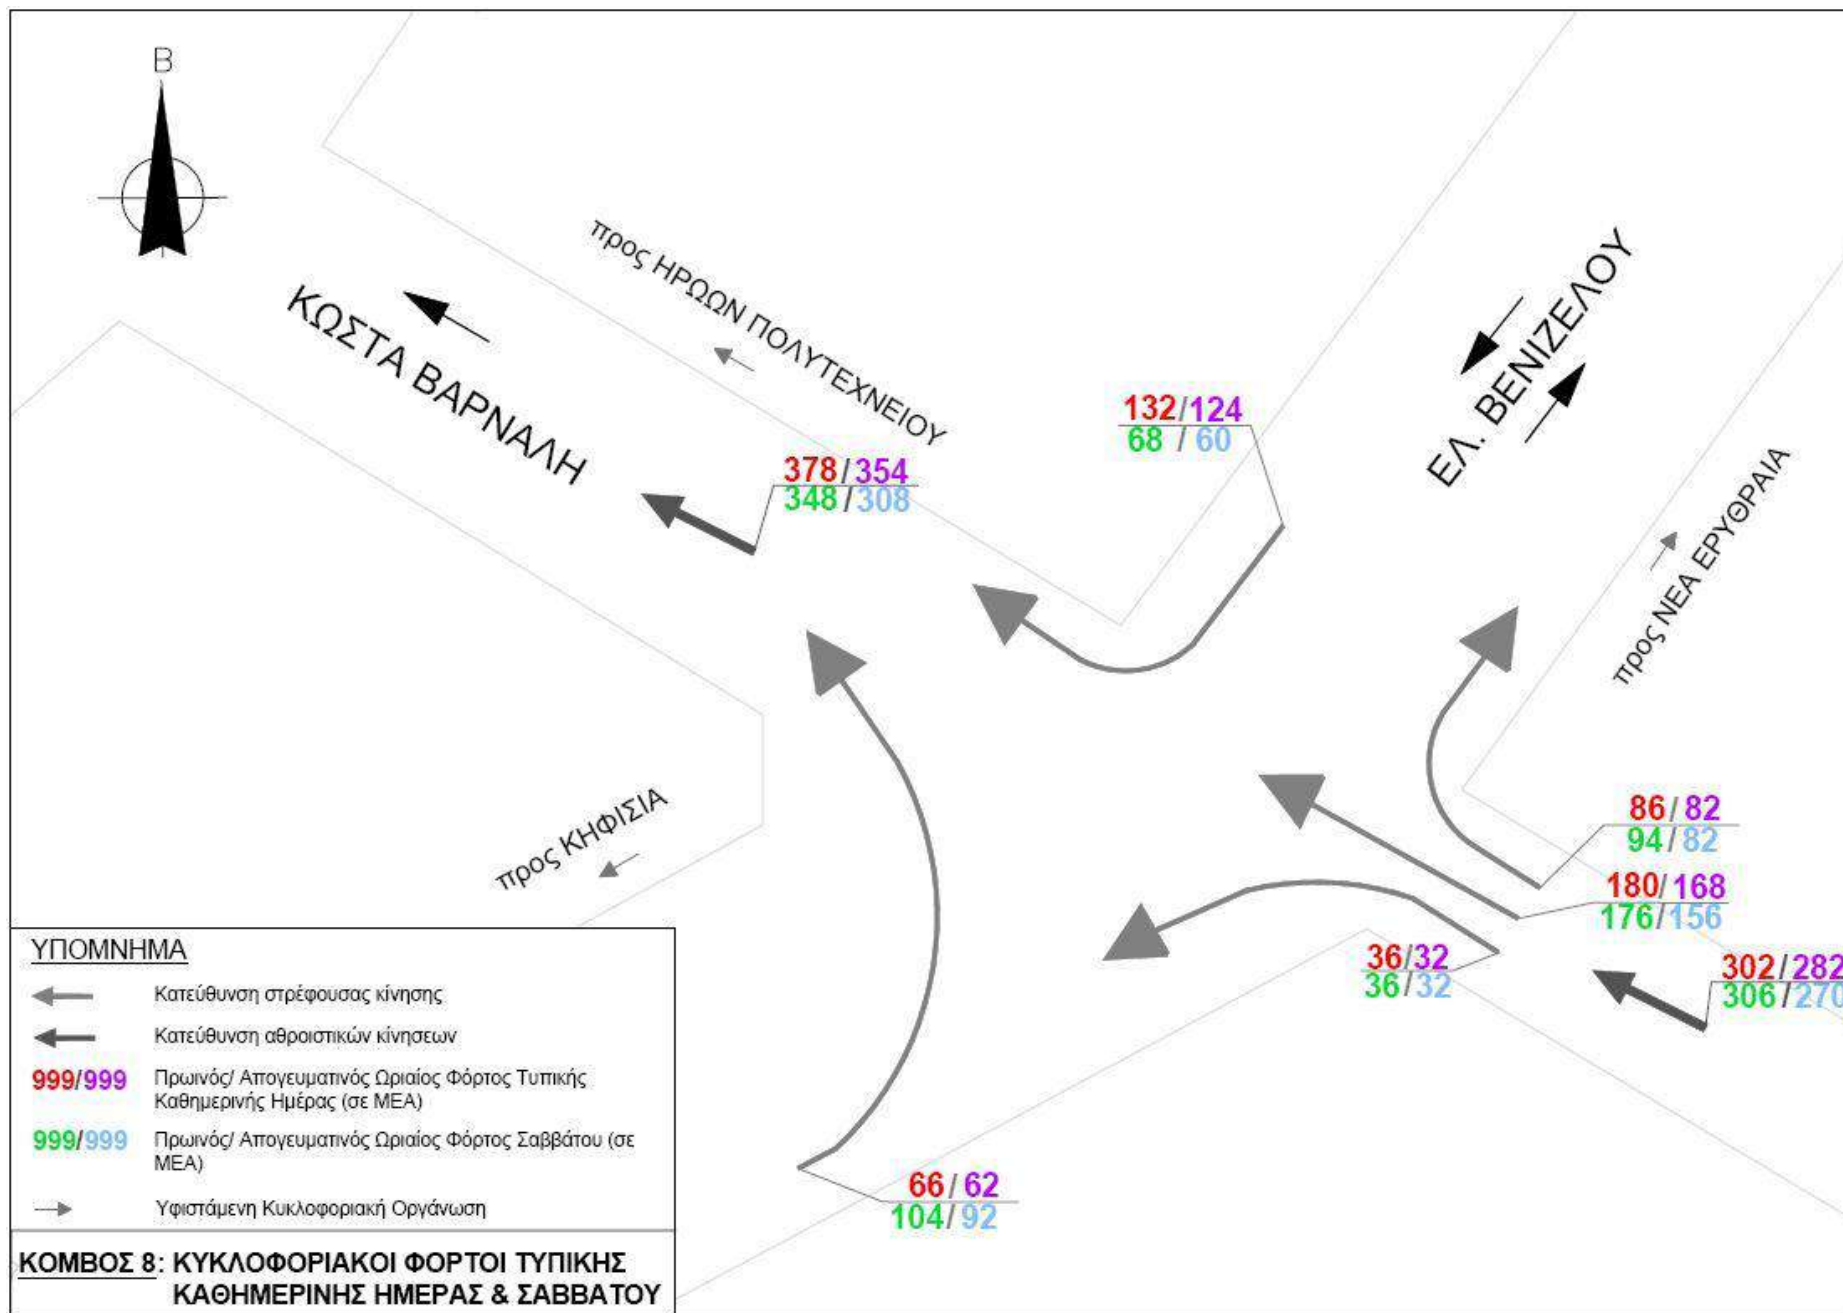 Β
προς ΗΡΩΩΝ ΠΟΛΥΤΕΧΝΕΙΟΥ
ΚΩΣΤΑ ΒΑΡΝΑΛΗ
ΕΛ. ΒΕΝΙΖΕΛΟΥ
132/124
68 / 60
378/354
348/308
προς ΝΕΑ ΕΡΥΘΡΑΙΑ
προς ΚΗΦΙΣΙΑ
86/82
94/82
180/168
176/156
36/32
36/32
302/282
306/270
66/62
104/92
ΥΠΟΜΝΗΜΑ
Κατεύθυνση στρέφουσας κίνησης
Κατεύθυνση αθροιστικών κίνησεων
999/999 Πρωινός/ Απογευματινός Ωριαίος Φόρτος Τυπικής
Καθημερινής Ημέρας (σε ΜΕΑ)
999/999 Πρωινός/ Απογευματινός Ωριαίος Φόρτος Σαββάτου (σε
ΜΕΑ)
Υφιστάμενη Κυκλοφοριακή Οργάνωση
ΚΟΜΒΟΣ 8: ΚΥΚΛΟΦΟΡΙΑΚΟΙ ΦΟΡΤΟΙ ΤΥΠΙΚΗΣ
ΚΑΘΗΜΕΡΙΝΗΣ ΗΜΕΡΑΣ & ΣΑΒΒΑΤΟΥ